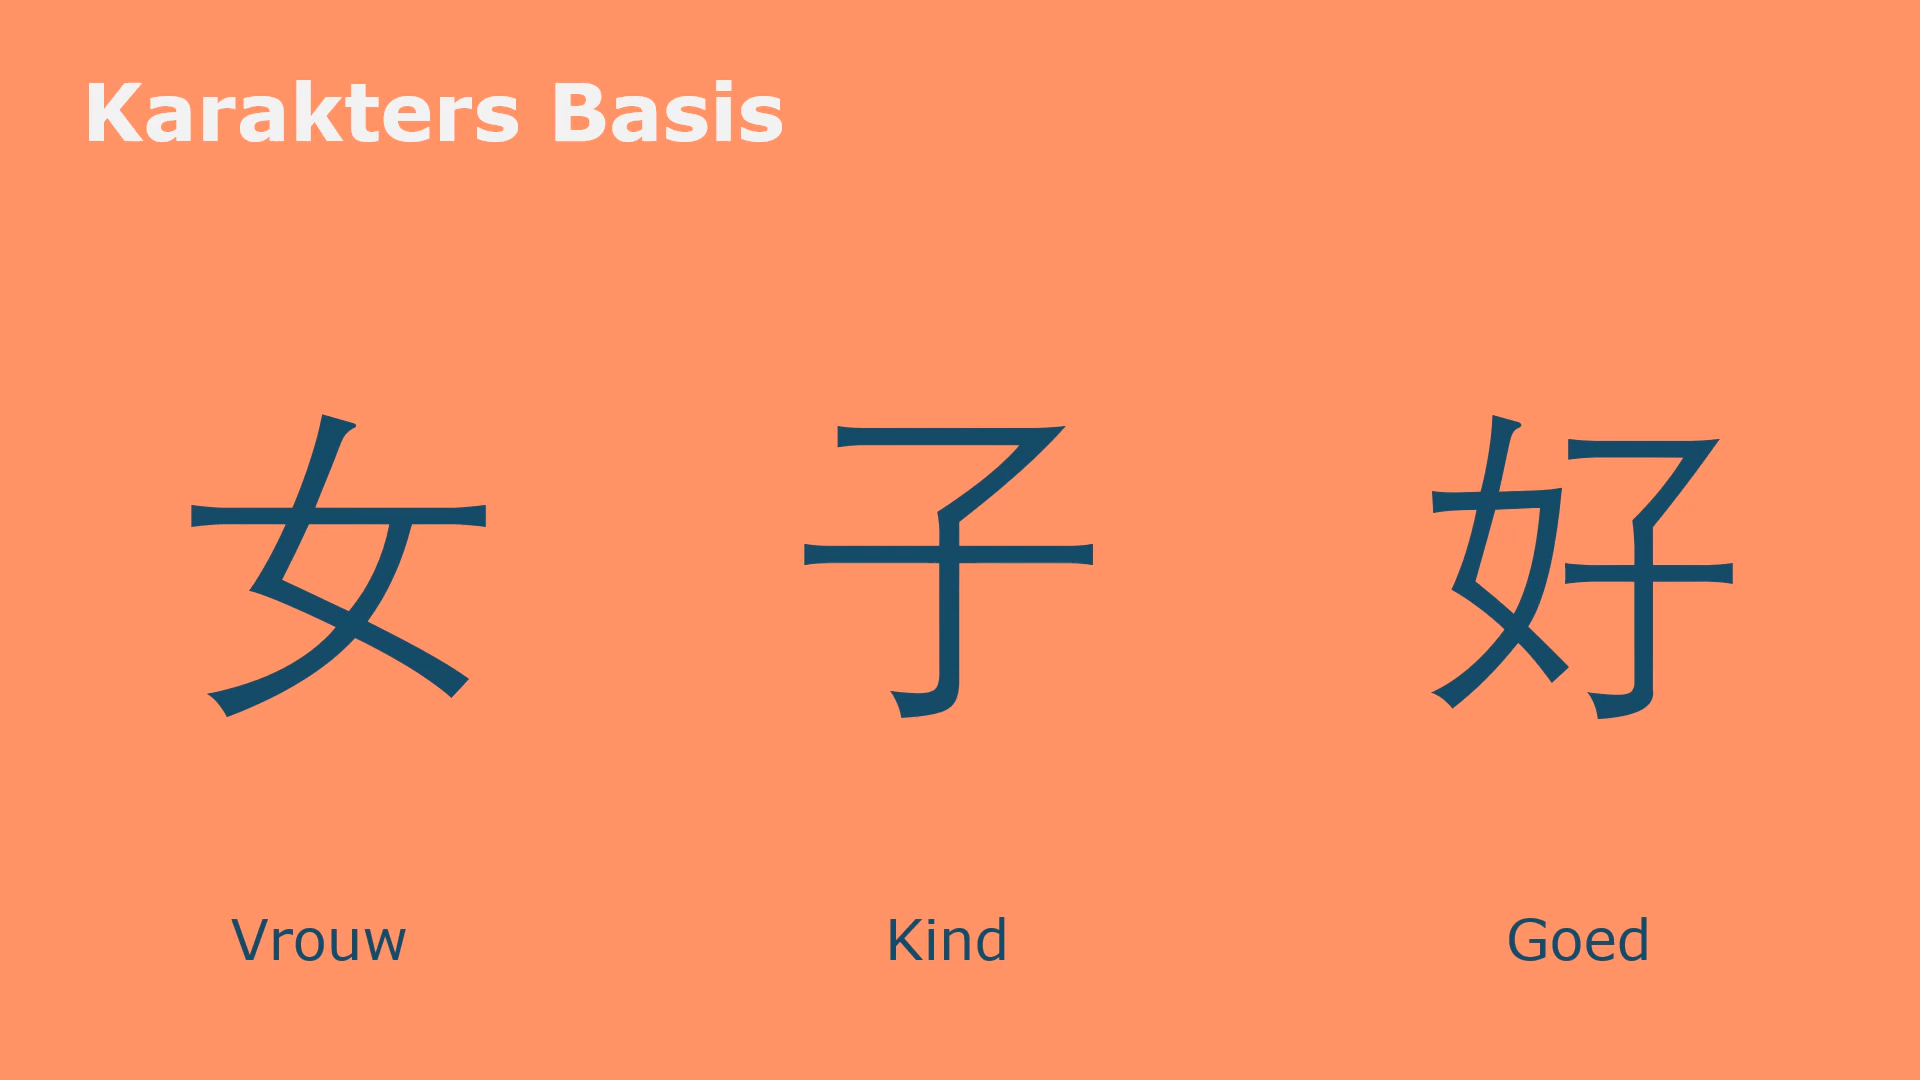 Karakters Basis
女 子 好
Vrouw Kind Goed